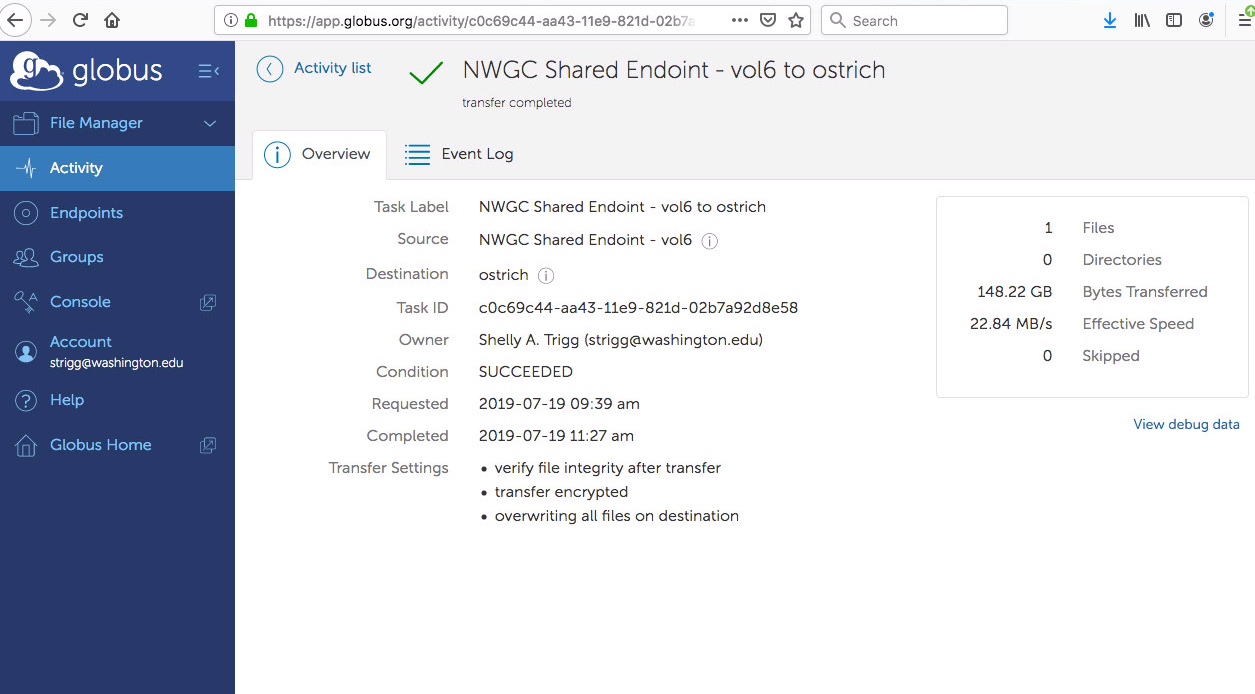 https://app.globus.org/activity/c0c69c44-aa43-11e9-821d-02b7a
Search
globus
Activity list
NWGC Shared Endoint - vol6 to ostrich
transfer completed
File Manager
Activity
Endpoints
Groups
Console
Account
strigg@washington.edu
Help
Globus Home
Overview
Event Log
Task Label NWGC Shared Endoint - vol6 to ostrich
Source NWGC Shared Endoint - vol6
Destination ostrich
Task ID c0c69c44-aa43-11e9-821d-02b7a92d8e58
Owner Shelly A. Trigg (strigg@washington.edu)
Condition SUCCEEDED
Requested 2019-07-19 09:39 am
Completed 2019-07-19 11:27 am
Transfer Settings • verify file integrity after transfer
• transfer encrypted
• overwriting all files on destination
1 Files
0 Directories
148.22 GB Bytes Transferred
22.84 MB/s Effective Speed
0 Skipped
View debug data